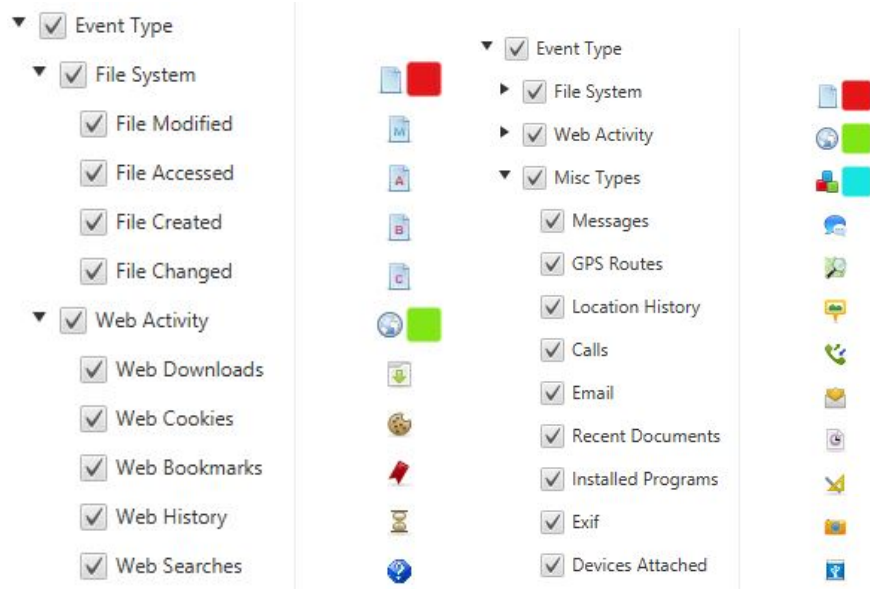 Event Type
File System
File Modified
M
File Accessed
A
File Created
B
File Changed
C
Web Activity
Web Downloads
Web Cookies
Web Bookmarks
Web History
Web Searches
?
Event Type
File System
Web Activity
Misc Types
Messages
GPS Routes
Location History
Calls
Email
Recent Documents
Installed Programs
Exif
Devices Attached